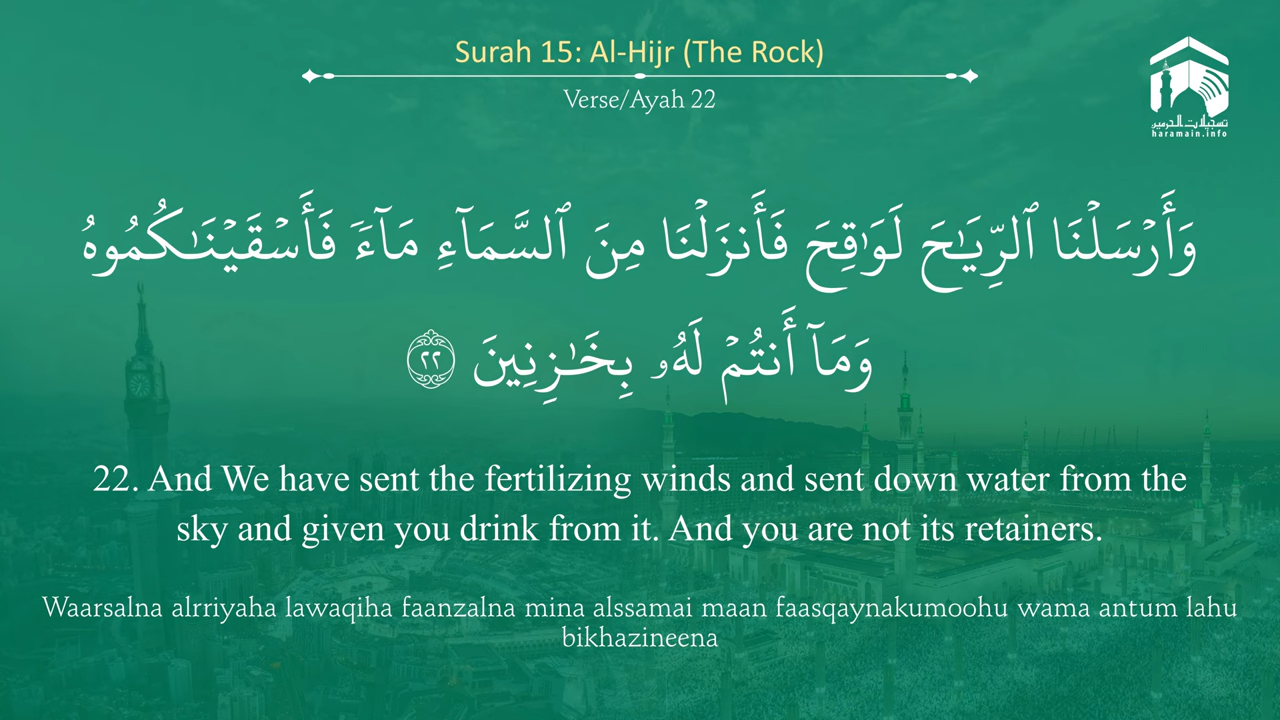 Surah 15: Al-Hijr (The Rock)
Verse/Ayah 22
تسجيلات الحرمين
haramain.info
وَأَرْسَلْنَا ٱلرِّيَـٰحَ لَوَٰقِحَ فَأَنزَلْنَا مِنَ ٱلسَّمَآءِ مَآءً فَأَسْقَيْنَـٰكُمُوهُ
وَمَآ أَنتُمْ لَهُۥ بِخَـٰزِنِينَ ٢٢
22. And We have sent the fertilizing winds and sent down water from the
sky and given you drink from it. And you are not its retainers.
Waarsalna alrriyaha lawaqiha faanzalna mina alssamai maan faasqaynakumoohu wama antum lahu
bikhazineena